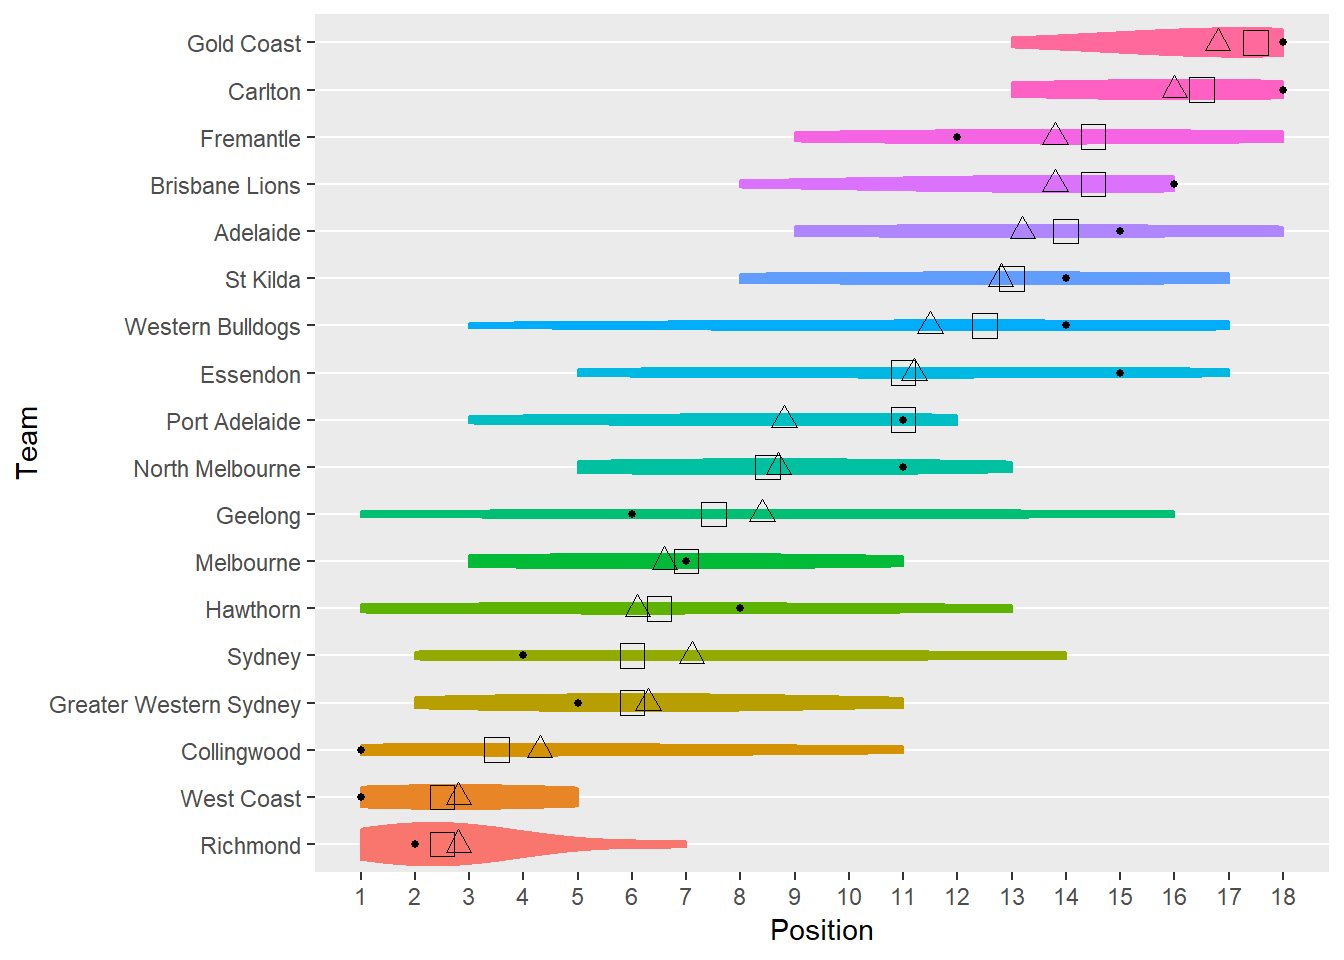 Gold Coast
Carlton
Fremantle
Brisbane Lions
Adelaide
St Kilda
Western Bulldogs
Essendon
Port Adelaide
North Melbourne
Geelong
Melbourne
Hawthorn
Sydney
Greater Western Sydney
Collingwood
West Coast
Richmond
Team
1 2 3 4 5 6 7 8 9 10 11 12 13 14 15 16 17 18
Position